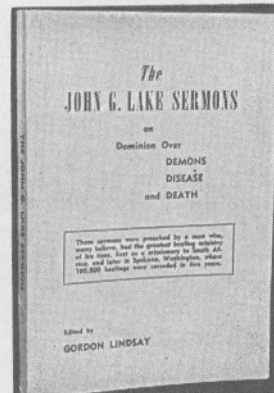 The
JOHN G. LAKE SERMONS
on
Dominion Over
DEMONS
DISEASE
and DEATH
These sermons were preached by a man who,
many believe, had the greatest healing ministry
of his time, first as a missionary to South Af-
rica, and later in Spokane, Washington, where
100,000 healings were recorded in five years.
Edited by
GORDON LINDSAY